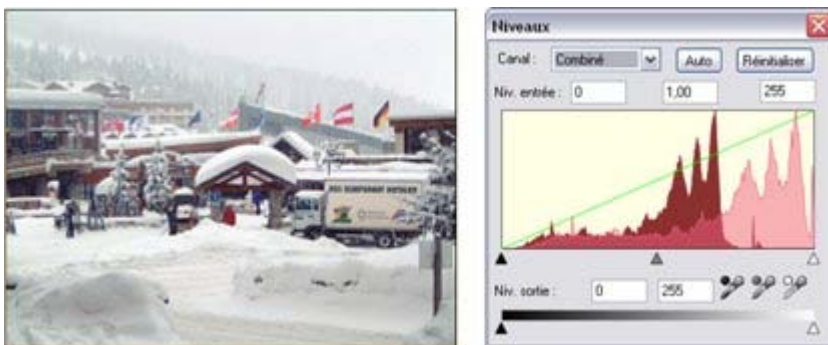 Niveaux
Canal : Combiné Auto Réinitialiser
Niv. entrée : 0 1,00 255
Niv. sortie : 0 255